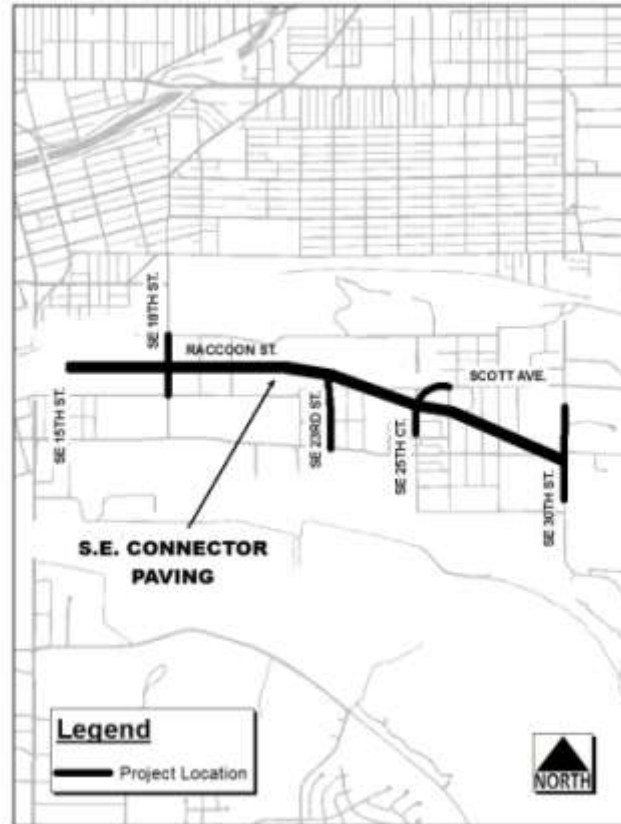 SE 18TH ST.
RACCOON ST.
SCOTT AVE.
SE 15TH ST.
SE 23RD ST.
SE 25TH CT.
SE 30TH ST.
S.E. CONNECTOR
PAVING
Legend
Project Location
NORTH